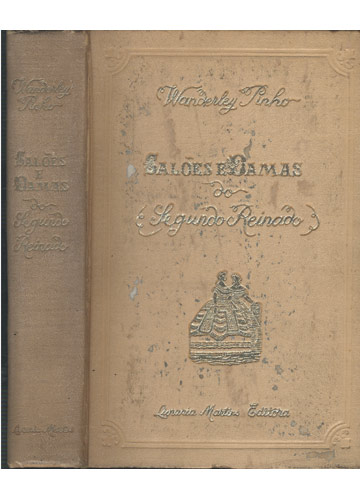 Wanderley
Pinho
SALÕES
E
DAMAS
do
Segundo
Reinado
Livraria Martins
Wanderley Pinho
SALÕES E DAMAS
do
Segundo Reinado
Livraria Martins Editora